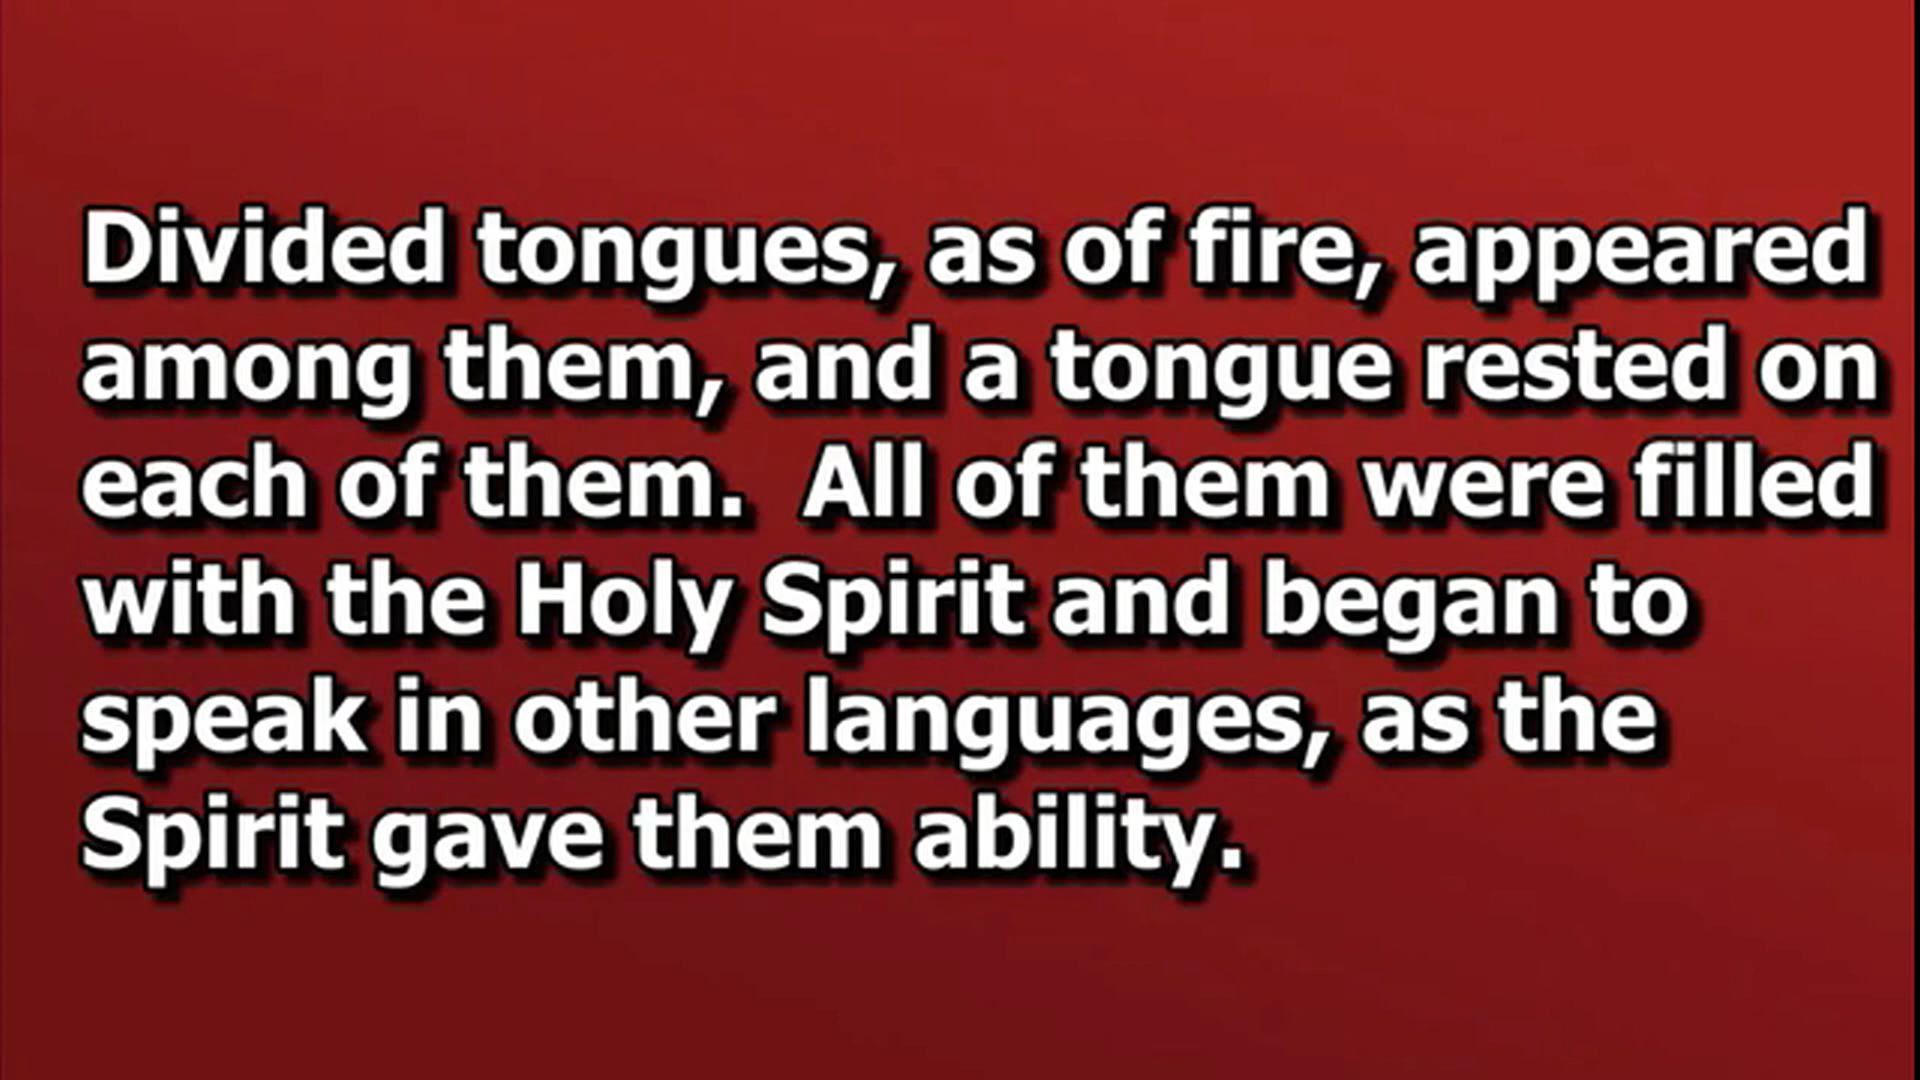 Divided tongues, as of fire, appeared
among them, and a tongue rested on
each of them.  All of them were filled
with the Holy Spirit and began to
speak in other languages, as the
Spirit gave them ability.